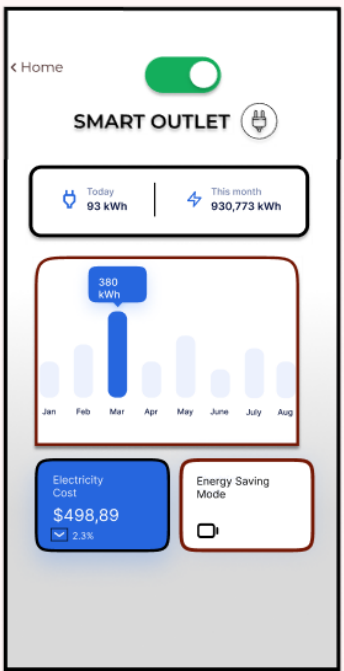 < Home
SMART OUTLET
Today
93 kWh
This month
930,773 kWh
380
kWh
Jan Feb Mar Apr May June July Aug
Electricity
Cost
$498,89
2.3%
Energy Saving
Mode